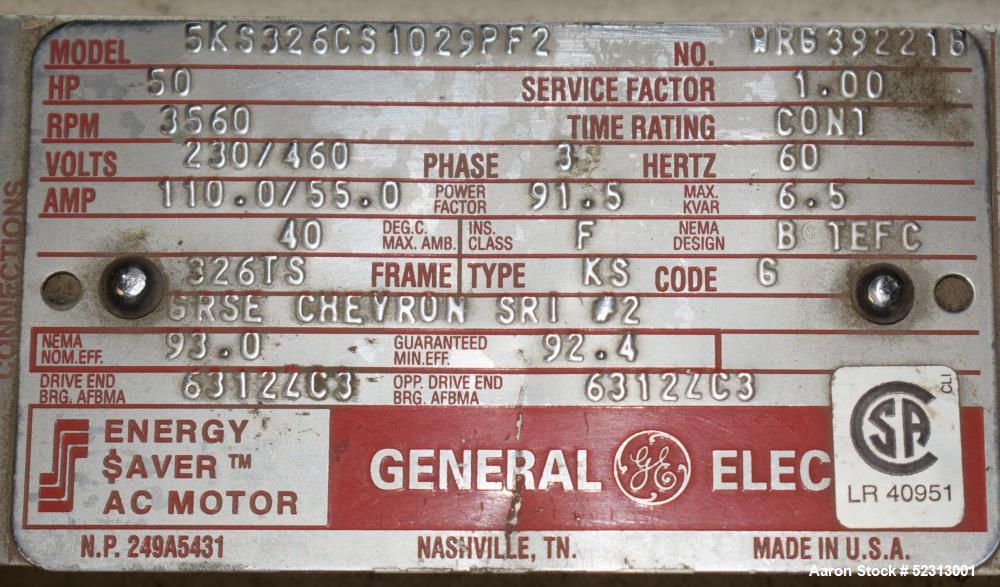 MODEL 5KS326CS1029PF2 NO.
HP 50 SERVICE FACTOR 1.00
RPM 3560 TIME RATING CONT
VOLTS 230/460 PHASE 3 HERTZ 60
AMP 110.0/55.0 POWER FACTOR 91.5 MAX. KVAR 6.5
40 DEG.C. MAX. AMB. INS. CLASS F NEMA DESIGN B TEFC
326TS FRAME TYPE KS CODE G
GRSE CHEVRON SRI #2
NEMA NOM.EFF. 93.0 GUARANTEED MIN.EFF. 92.4
DRIVE END BRG. AFBMA 6312ZC3 OPP. DRIVE END BRG. AFBMA 6312ZC3
CONNECTIONS
ENERGY
$AVER™
AC MOTOR
GENERAL GE ELEC
CSA
CLI
LR 40951
N.P. 249A5431 NASHVILLE, TN. MADE IN U.S.A.
Aaron Stock # 52313001